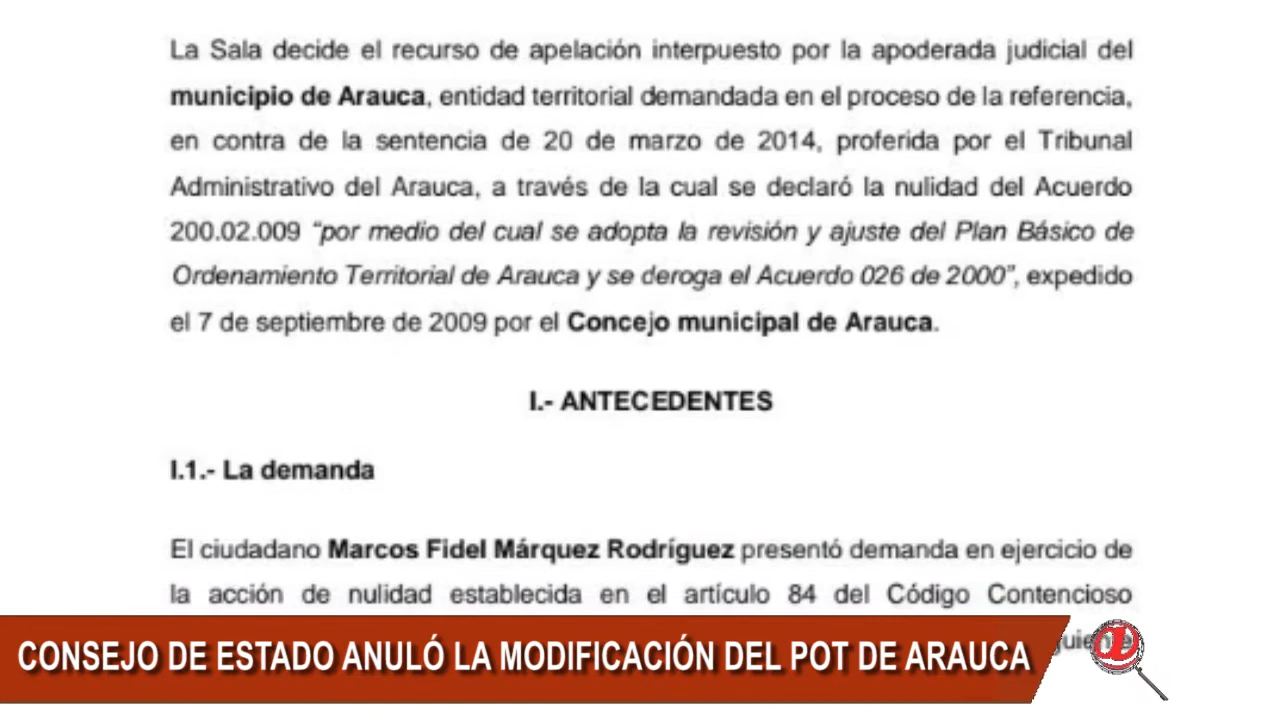 La Sala decide el recurso de apelación interpuesto por la apoderada judicial del
municipio de Arauca, entidad territorial demandada en el proceso de la referencia,
en contra de la sentencia de 20 de marzo de 2014, proferida por el Tribunal
Administrativo del Arauca, a través de la cual se declaró la nulidad del Acuerdo
200.02.009 “por medio del cual se adopta la revisión y ajuste del Plan Básico de
Ordenamiento Territorial de Arauca y se deroga el Acuerdo 026 de 2000”, expedido
el 7 de septiembre de 2009 por el Concejo municipal de Arauca.
I.- ANTECEDENTES
I.1.- La demanda
El ciudadano Marcos Fidel Márquez Rodríguez presentó demanda en ejercicio de
la acción de nulidad establecida en el artículo 84 del Código Contencioso
CONSEJO DE ESTADO ANULÓ LA MODIFICACIÓN DEL POT DE ARAUCA